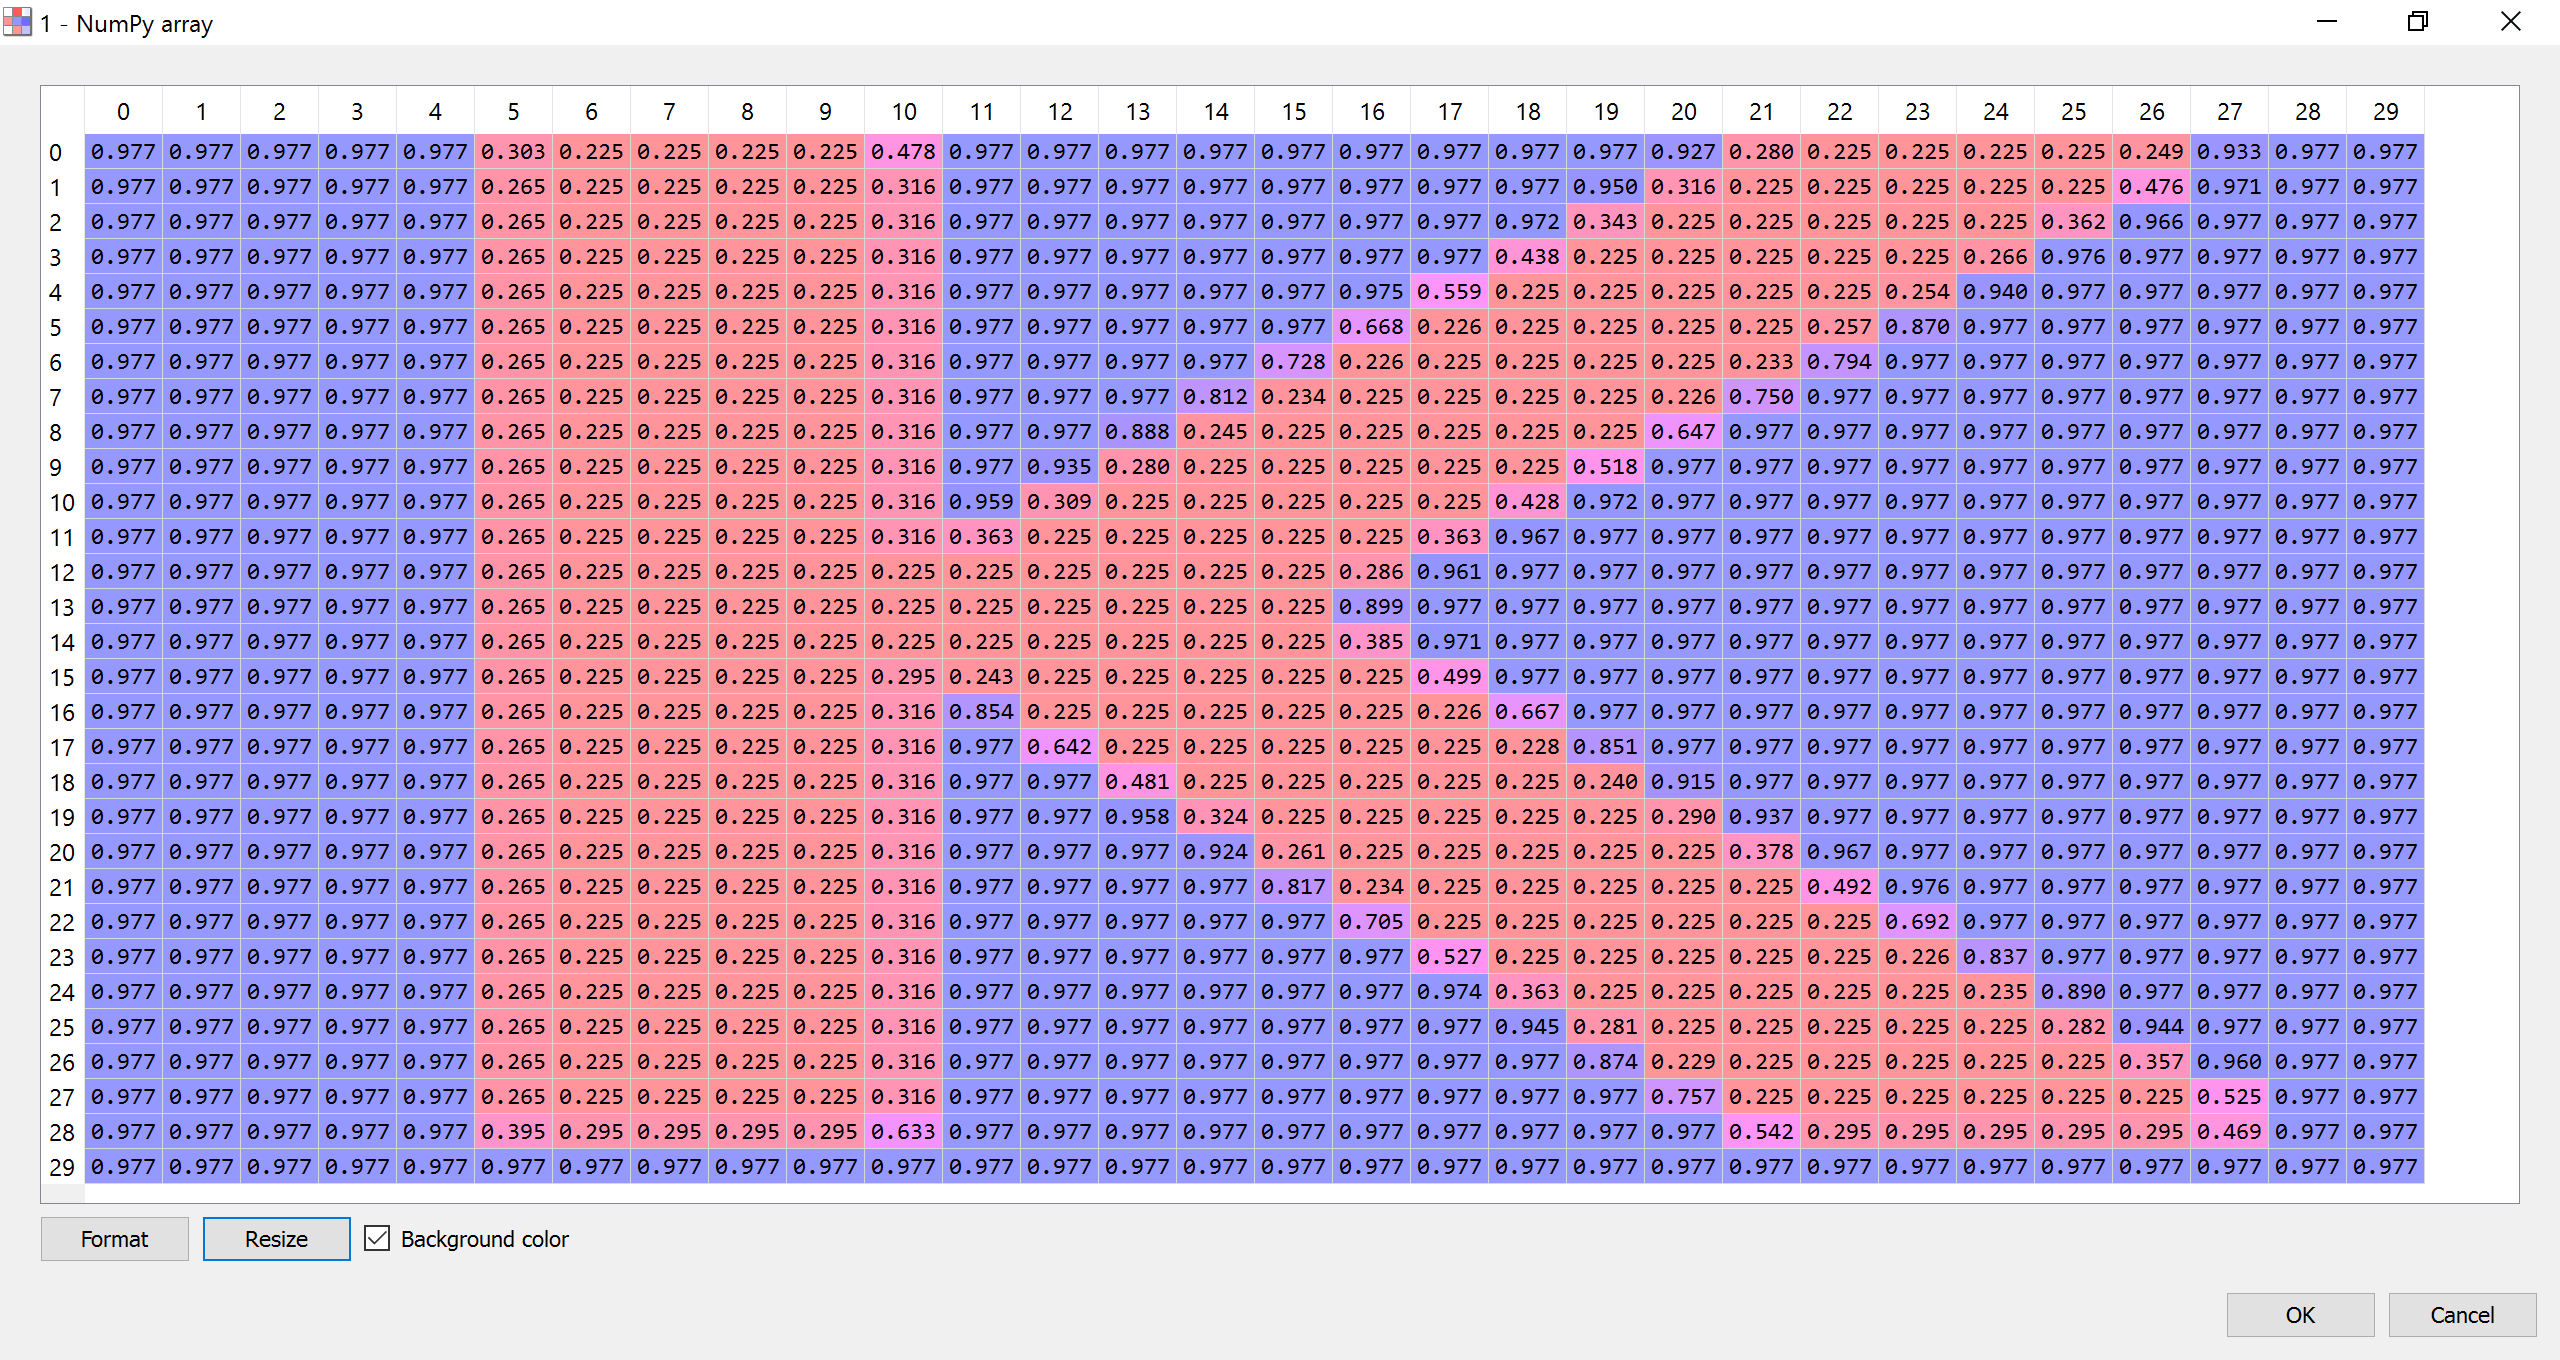 1 - NumPy array
0 1 2 3 4 5 6 7 8 9 10 11 12 13 14 15 16 17 18 19 20 21 22 23 24 25 26 27 28 29
0 0.977 0.977 0.977 0.977 0.977 0.303 0.225 0.225 0.225 0.225 0.478 0.977 0.977 0.977 0.977 0.977 0.977 0.977 0.977 0.977 0.927 0.280 0.225 0.225 0.225 0.225 0.249 0.933 0.977 0.977
1 0.977 0.977 0.977 0.977 0.977 0.265 0.225 0.225 0.225 0.225 0.316 0.977 0.977 0.977 0.977 0.977 0.977 0.977 0.977 0.950 0.316 0.225 0.225 0.225 0.225 0.225 0.476 0.971 0.977 0.977
2 0.977 0.977 0.977 0.977 0.977 0.265 0.225 0.225 0.225 0.225 0.316 0.977 0.977 0.977 0.977 0.977 0.977 0.977 0.972 0.343 0.225 0.225 0.225 0.225 0.225 0.362 0.966 0.977 0.977 0.977
3 0.977 0.977 0.977 0.977 0.977 0.265 0.225 0.225 0.225 0.225 0.316 0.977 0.977 0.977 0.977 0.977 0.977 0.977 0.438 0.225 0.225 0.225 0.225 0.225 0.266 0.976 0.977 0.977 0.977 0.977
4 0.977 0.977 0.977 0.977 0.977 0.265 0.225 0.225 0.225 0.225 0.316 0.977 0.977 0.977 0.977 0.977 0.975 0.559 0.225 0.225 0.225 0.225 0.225 0.254 0.940 0.977 0.977 0.977 0.977 0.977
5 0.977 0.977 0.977 0.977 0.977 0.265 0.225 0.225 0.225 0.225 0.316 0.977 0.977 0.977 0.977 0.977 0.668 0.226 0.225 0.225 0.225 0.225 0.257 0.870 0.977 0.977 0.977 0.977 0.977 0.977
6 0.977 0.977 0.977 0.977 0.977 0.265 0.225 0.225 0.225 0.225 0.316 0.977 0.977 0.977 0.977 0.728 0.226 0.225 0.225 0.225 0.225 0.233 0.794 0.977 0.977 0.977 0.977 0.977 0.977 0.977
7 0.977 0.977 0.977 0.977 0.977 0.265 0.225 0.225 0.225 0.225 0.316 0.977 0.977 0.977 0.812 0.234 0.225 0.225 0.225 0.225 0.226 0.750 0.977 0.977 0.977 0.977 0.977 0.977 0.977 0.977
8 0.977 0.977 0.977 0.977 0.977 0.265 0.225 0.225 0.225 0.225 0.316 0.977 0.977 0.888 0.245 0.225 0.225 0.225 0.225 0.225 0.647 0.977 0.977 0.977 0.977 0.977 0.977 0.977 0.977 0.977
9 0.977 0.977 0.977 0.977 0.977 0.265 0.225 0.225 0.225 0.225 0.316 0.977 0.935 0.280 0.225 0.225 0.225 0.225 0.225 0.518 0.977 0.977 0.977 0.977 0.977 0.977 0.977 0.977 0.977 0.977
10 0.977 0.977 0.977 0.977 0.977 0.265 0.225 0.225 0.225 0.225 0.316 0.959 0.309 0.225 0.225 0.225 0.225 0.225 0.428 0.972 0.977 0.977 0.977 0.977 0.977 0.977 0.977 0.977 0.977 0.977
11 0.977 0.977 0.977 0.977 0.977 0.265 0.225 0.225 0.225 0.225 0.316 0.363 0.225 0.225 0.225 0.225 0.225 0.363 0.967 0.977 0.977 0.977 0.977 0.977 0.977 0.977 0.977 0.977 0.977 0.977
12 0.977 0.977 0.977 0.977 0.977 0.265 0.225 0.225 0.225 0.225 0.225 0.225 0.225 0.225 0.225 0.225 0.286 0.961 0.977 0.977 0.977 0.977 0.977 0.977 0.977 0.977 0.977 0.977 0.977 0.977
13 0.977 0.977 0.977 0.977 0.977 0.265 0.225 0.225 0.225 0.225 0.225 0.225 0.225 0.225 0.225 0.225 0.899 0.977 0.977 0.977 0.977 0.977 0.977 0.977 0.977 0.977 0.977 0.977 0.977 0.977
14 0.977 0.977 0.977 0.977 0.977 0.265 0.225 0.225 0.225 0.225 0.225 0.225 0.225 0.225 0.225 0.225 0.385 0.971 0.977 0.977 0.977 0.977 0.977 0.977 0.977 0.977 0.977 0.977 0.977 0.977
15 0.977 0.977 0.977 0.977 0.977 0.265 0.225 0.225 0.225 0.225 0.295 0.243 0.225 0.225 0.225 0.225 0.225 0.499 0.977 0.977 0.977 0.977 0.977 0.977 0.977 0.977 0.977 0.977 0.977 0.977
16 0.977 0.977 0.977 0.977 0.977 0.265 0.225 0.225 0.225 0.225 0.316 0.854 0.225 0.225 0.225 0.225 0.225 0.226 0.667 0.977 0.977 0.977 0.977 0.977 0.977 0.977 0.977 0.977 0.977 0.977
17 0.977 0.977 0.977 0.977 0.977 0.265 0.225 0.225 0.225 0.225 0.316 0.977 0.642 0.225 0.225 0.225 0.225 0.225 0.228 0.851 0.977 0.977 0.977 0.977 0.977 0.977 0.977 0.977 0.977 0.977
18 0.977 0.977 0.977 0.977 0.977 0.265 0.225 0.225 0.225 0.225 0.316 0.977 0.977 0.481 0.225 0.225 0.225 0.225 0.225 0.240 0.915 0.977 0.977 0.977 0.977 0.977 0.977 0.977 0.977 0.977
19 0.977 0.977 0.977 0.977 0.977 0.265 0.225 0.225 0.225 0.225 0.316 0.977 0.977 0.958 0.324 0.225 0.225 0.225 0.225 0.225 0.290 0.937 0.977 0.977 0.977 0.977 0.977 0.977 0.977 0.977
20 0.977 0.977 0.977 0.977 0.977 0.265 0.225 0.225 0.225 0.225 0.316 0.977 0.977 0.977 0.924 0.261 0.225 0.225 0.225 0.225 0.225 0.378 0.967 0.977 0.977 0.977 0.977 0.977 0.977 0.977
21 0.977 0.977 0.977 0.977 0.977 0.265 0.225 0.225 0.225 0.225 0.316 0.977 0.977 0.977 0.977 0.817 0.234 0.225 0.225 0.225 0.225 0.225 0.492 0.976 0.977 0.977 0.977 0.977 0.977 0.977
22 0.977 0.977 0.977 0.977 0.977 0.265 0.225 0.225 0.225 0.225 0.316 0.977 0.977 0.977 0.977 0.977 0.705 0.225 0.225 0.225 0.225 0.225 0.225 0.692 0.977 0.977 0.977 0.977 0.977 0.977
23 0.977 0.977 0.977 0.977 0.977 0.265 0.225 0.225 0.225 0.225 0.316 0.977 0.977 0.977 0.977 0.977 0.977 0.527 0.225 0.225 0.225 0.225 0.225 0.226 0.837 0.977 0.977 0.977 0.977 0.977
24 0.977 0.977 0.977 0.977 0.977 0.265 0.225 0.225 0.225 0.225 0.316 0.977 0.977 0.977 0.977 0.977 0.977 0.974 0.363 0.225 0.225 0.225 0.225 0.225 0.235 0.890 0.977 0.977 0.977 0.977
25 0.977 0.977 0.977 0.977 0.977 0.265 0.225 0.225 0.225 0.225 0.316 0.977 0.977 0.977 0.977 0.977 0.977 0.977 0.945 0.281 0.225 0.225 0.225 0.225 0.225 0.282 0.944 0.977 0.977 0.977
26 0.977 0.977 0.977 0.977 0.977 0.265 0.225 0.225 0.225 0.225 0.316 0.977 0.977 0.977 0.977 0.977 0.977 0.977 0.977 0.874 0.229 0.225 0.225 0.225 0.225 0.225 0.357 0.960 0.977 0.977
27 0.977 0.977 0.977 0.977 0.977 0.265 0.225 0.225 0.225 0.225 0.316 0.977 0.977 0.977 0.977 0.977 0.977 0.977 0.977 0.977 0.757 0.225 0.225 0.225 0.225 0.225 0.225 0.525 0.977 0.977
28 0.977 0.977 0.977 0.977 0.977 0.395 0.295 0.295 0.295 0.295 0.633 0.977 0.977 0.977 0.977 0.977 0.977 0.977 0.977 0.977 0.977 0.542 0.295 0.295 0.295 0.295 0.295 0.469 0.977 0.977
29 0.977 0.977 0.977 0.977 0.977 0.977 0.977 0.977 0.977 0.977 0.977 0.977 0.977 0.977 0.977 0.977 0.977 0.977 0.977 0.977 0.977 0.977 0.977 0.977 0.977 0.977 0.977 0.977 0.977 0.977
Format Resize Background color
OK Cancel